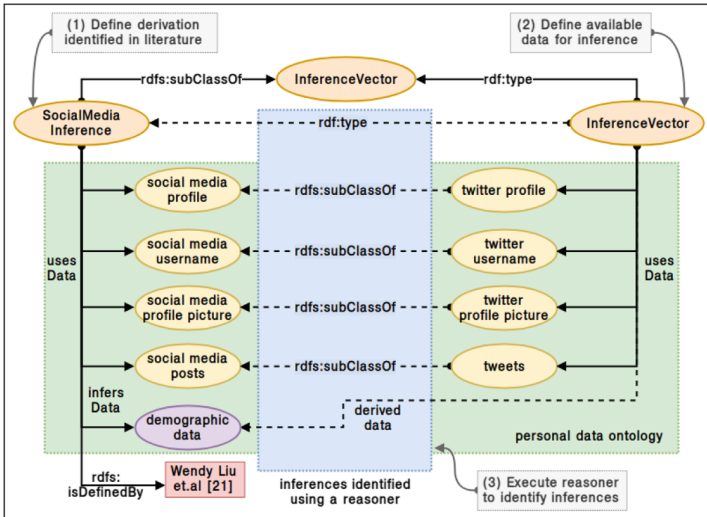 (1) Define derivation
identified in literature
(2) Define available
data for inference
rdfs:subClassOf
InferenceVector
rdf:type
SocialMedia
Inference
rdf:type
InferenceVector
social media
profile
rdfs:subClassOf
twitter profile
social media
username
rdfs:subClassOf
twitter
username
uses
Data
uses
Data
social media
profile picture
rdfs:subClassOf
twitter
profile picture
social media
posts
rdfs:subClassOf
tweets
infers
Data
demographic
data
derived
data
personal data ontology
rdfs:
isDefinedBy
Wendy Liu
et.al [21]
inferences identified
using a reasoner
(3) Execute reasoner
to identify inferences